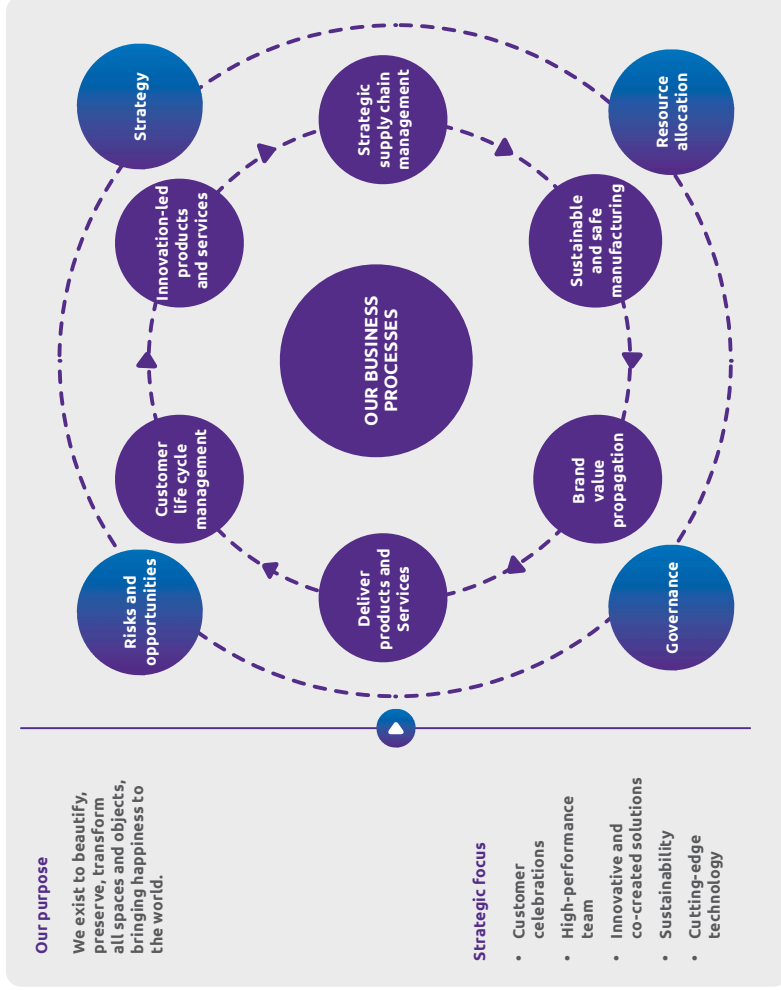 Our purpose
We exist to beautify,
preserve, transform
all spaces and objects,
bringing happiness to
the world.
Strategic focus
• Customer
celebrations
• High-performance
team
• Innovative and
co-created solutions
• Sustainability
• Cutting-edge
technology
Risks and
opportunities
Strategy
Customer
life cycle
management
Innovation-led
products
and services
Deliver
products and
Services
OUR BUSINESS
PROCESSES
Strategic
supply chain
management
Brand
value
propagation
Sustainable
and safe
manufacturing
Governance
Resource
allocation